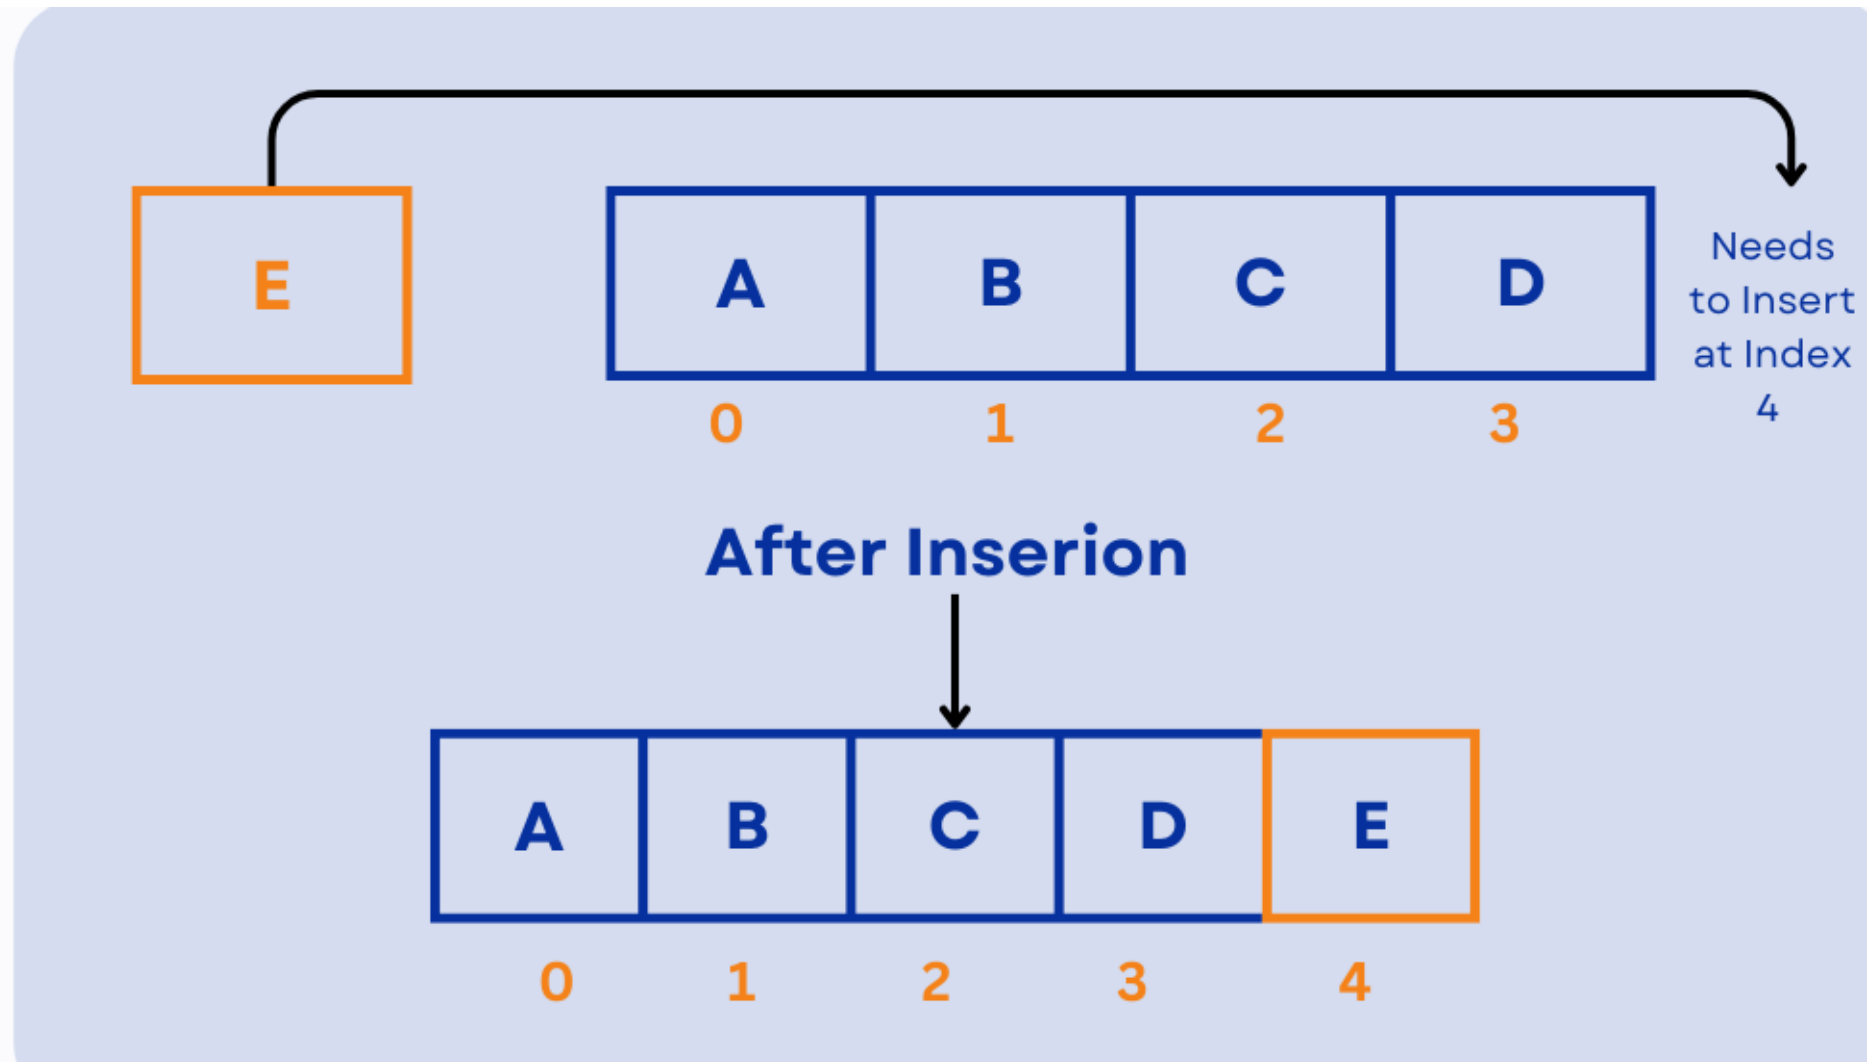 E
A B C D
Needs
to Insert
at Index
4
0 1 2 3
After Inserion
A B C D E
0 1 2 3 4